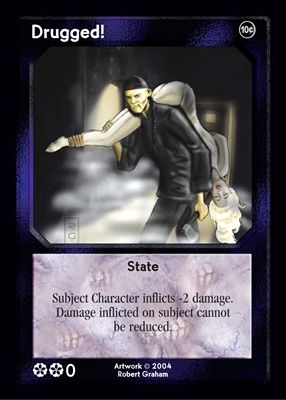 Drugged!
10¢
State
Subject Character inflicts -2 damage.
Damage inflicted on subject cannot
be reduced.
0
Artwork © 2004
Robert Graham